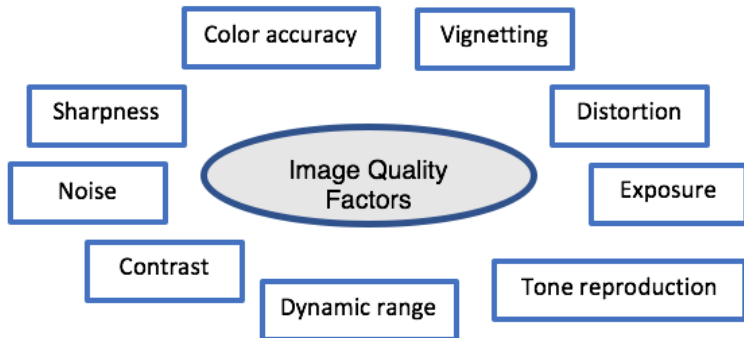 Color accuracy
Vignetting
Sharpness
Distortion
Image Quality
Factors
Noise
Exposure
Contrast
Tone reproduction
Dynamic range